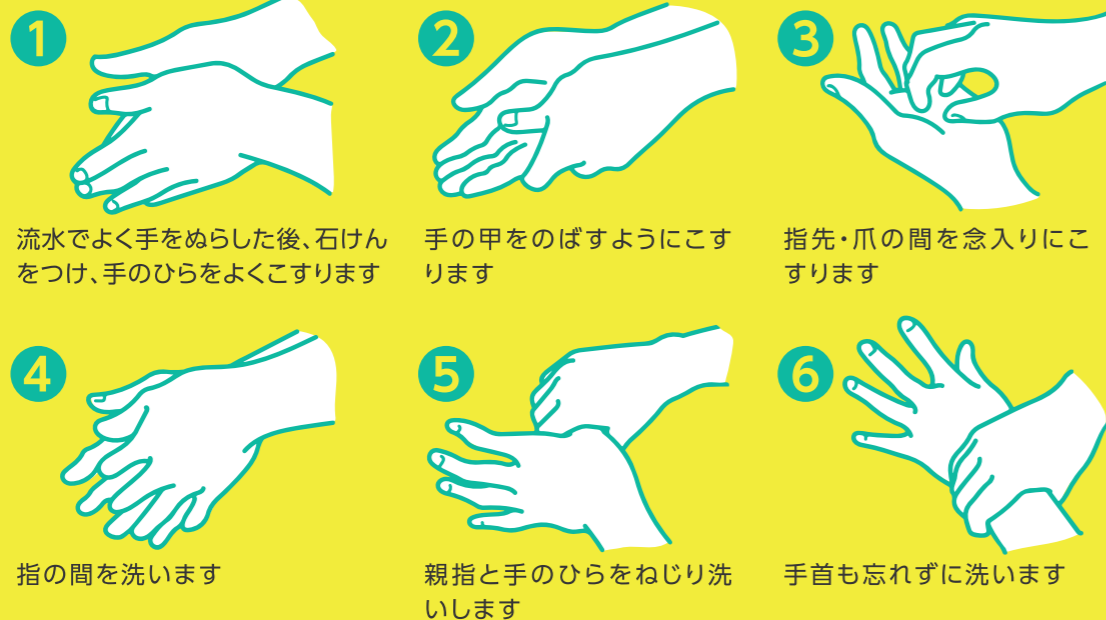 1
流水でよく手をぬらした後、石けん
をつけ、手のひらをよくこすります
2
手の甲をのばすようにこす
ります
3
指先・爪の間を念入りにこ
すります
4
指の間を洗います
5
親指と手のひらをねじり洗
いします
6
手首も忘れずに洗います